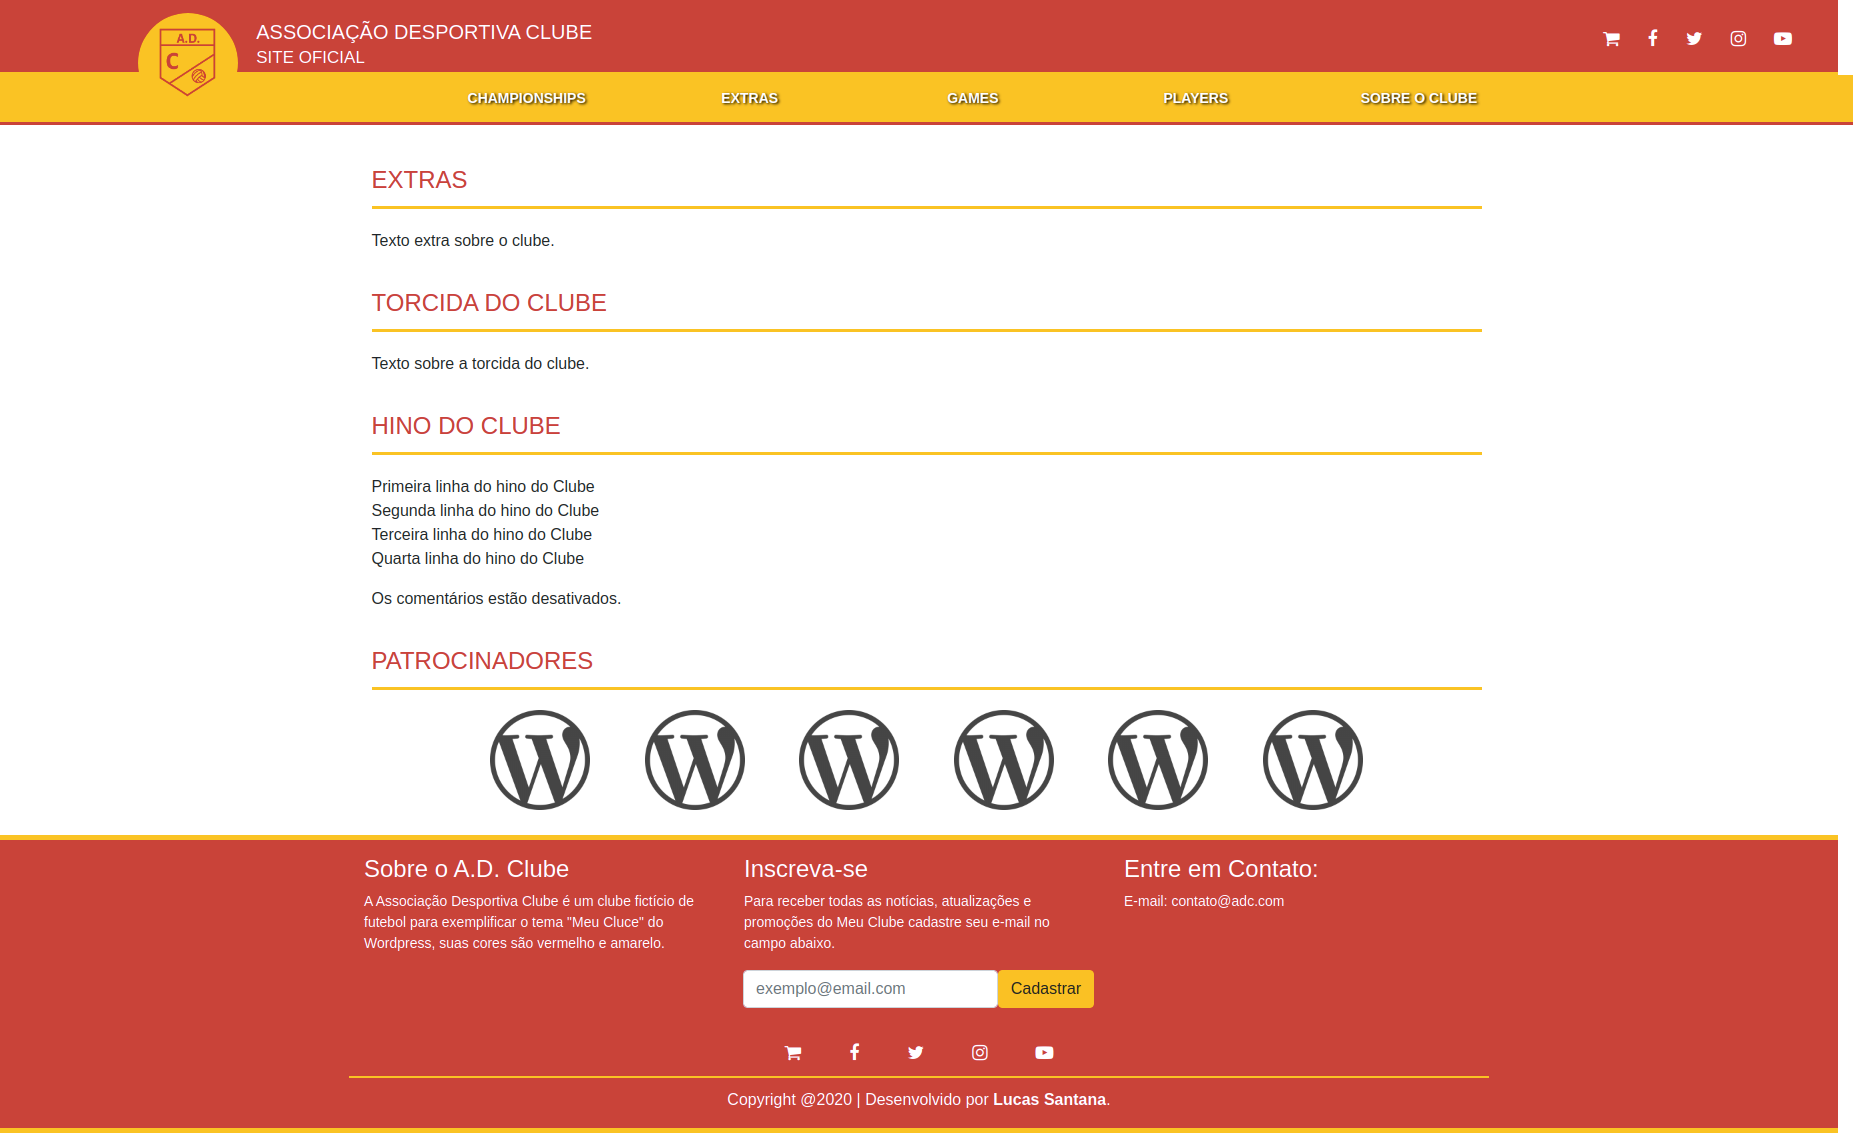 A.D.
C
ASSOCIAÇÃO DESPORTIVA CLUBE
SITE OFICIAL
CHAMPIONSHIPS EXTRAS GAMES PLAYERS SOBRE O CLUBE
EXTRAS
Texto extra sobre o clube.
TORCIDA DO CLUBE
Texto sobre a torcida do clube.
HINO DO CLUBE
Primeira linha do hino do Clube
Segunda linha do hino do Clube
Terceira linha do hino do Clube
Quarta linha do hino do Clube
Os comentários estão desativados.
PATROCINADORES
Sobre o A.D. Clube
A Associação Desportiva Clube é um clube fictício de
futebol para exemplificar o tema "Meu Cluce" do
Wordpress, suas cores são vermelho e amarelo.
Inscreva-se
Para receber todas as notícias, atualizações e
promoções do Meu Clube cadastre seu e-mail no
campo abaixo.
exemplo@email.com Cadastrar
Entre em Contato:
E-mail: contato@adc.com
Copyright @2020 | Desenvolvido por Lucas Santana.